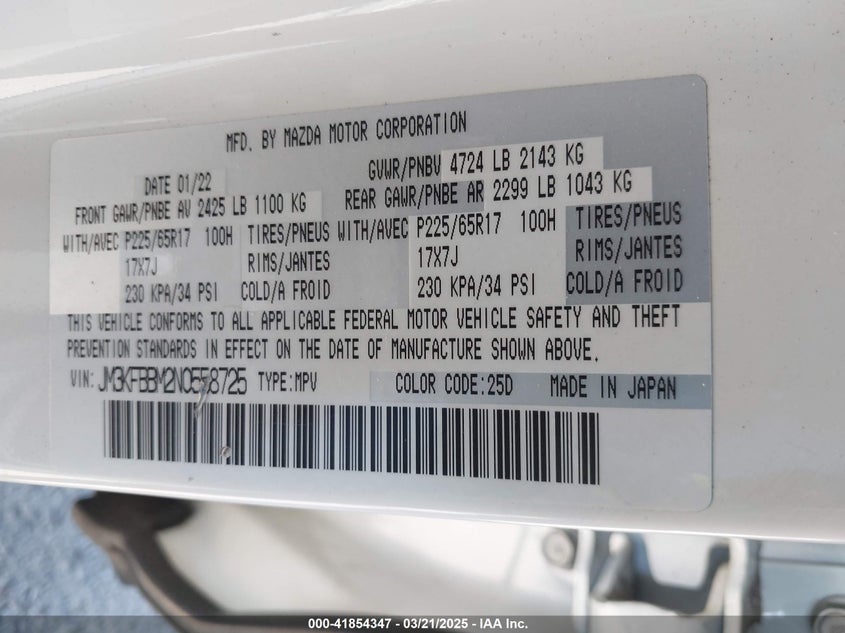 MFD. BY MAZDA MOTOR CORPORATION
DATE 01/22 GVWR/PNBV 4724 LB 2143 KG
FRONT GAWR/PNBE AV 2425 LB 1100 KG REAR GAWR/PNBE AR 2299 LB 1043 KG
WITH/AVEC P225/65R17 100H TIRES/PNEUS WITH/AVEC P225/65R17 100H TIRES/PNEUS
17X7J RIMS/JANTES 17X7J RIMS/JANTES
230 KPA/34 PSI COLD/A FROID 230 KPA/34 PSI COLD/A FROID
THIS VEHICLE CONFORMS TO ALL APPLICABLE FEDERAL MOTOR VEHICLE SAFETY AND THEFT
PREVENTION STANDARDS IN EFFECT ON THE DATE OF MANUFACTURE SHOWN ABOVE.
VIN: JM3KFBBM2N0558725 TYPE:MPV COLOR CODE:25D MADE IN JAPAN
000-41854347 - 03/21/2025 - IAA Inc.